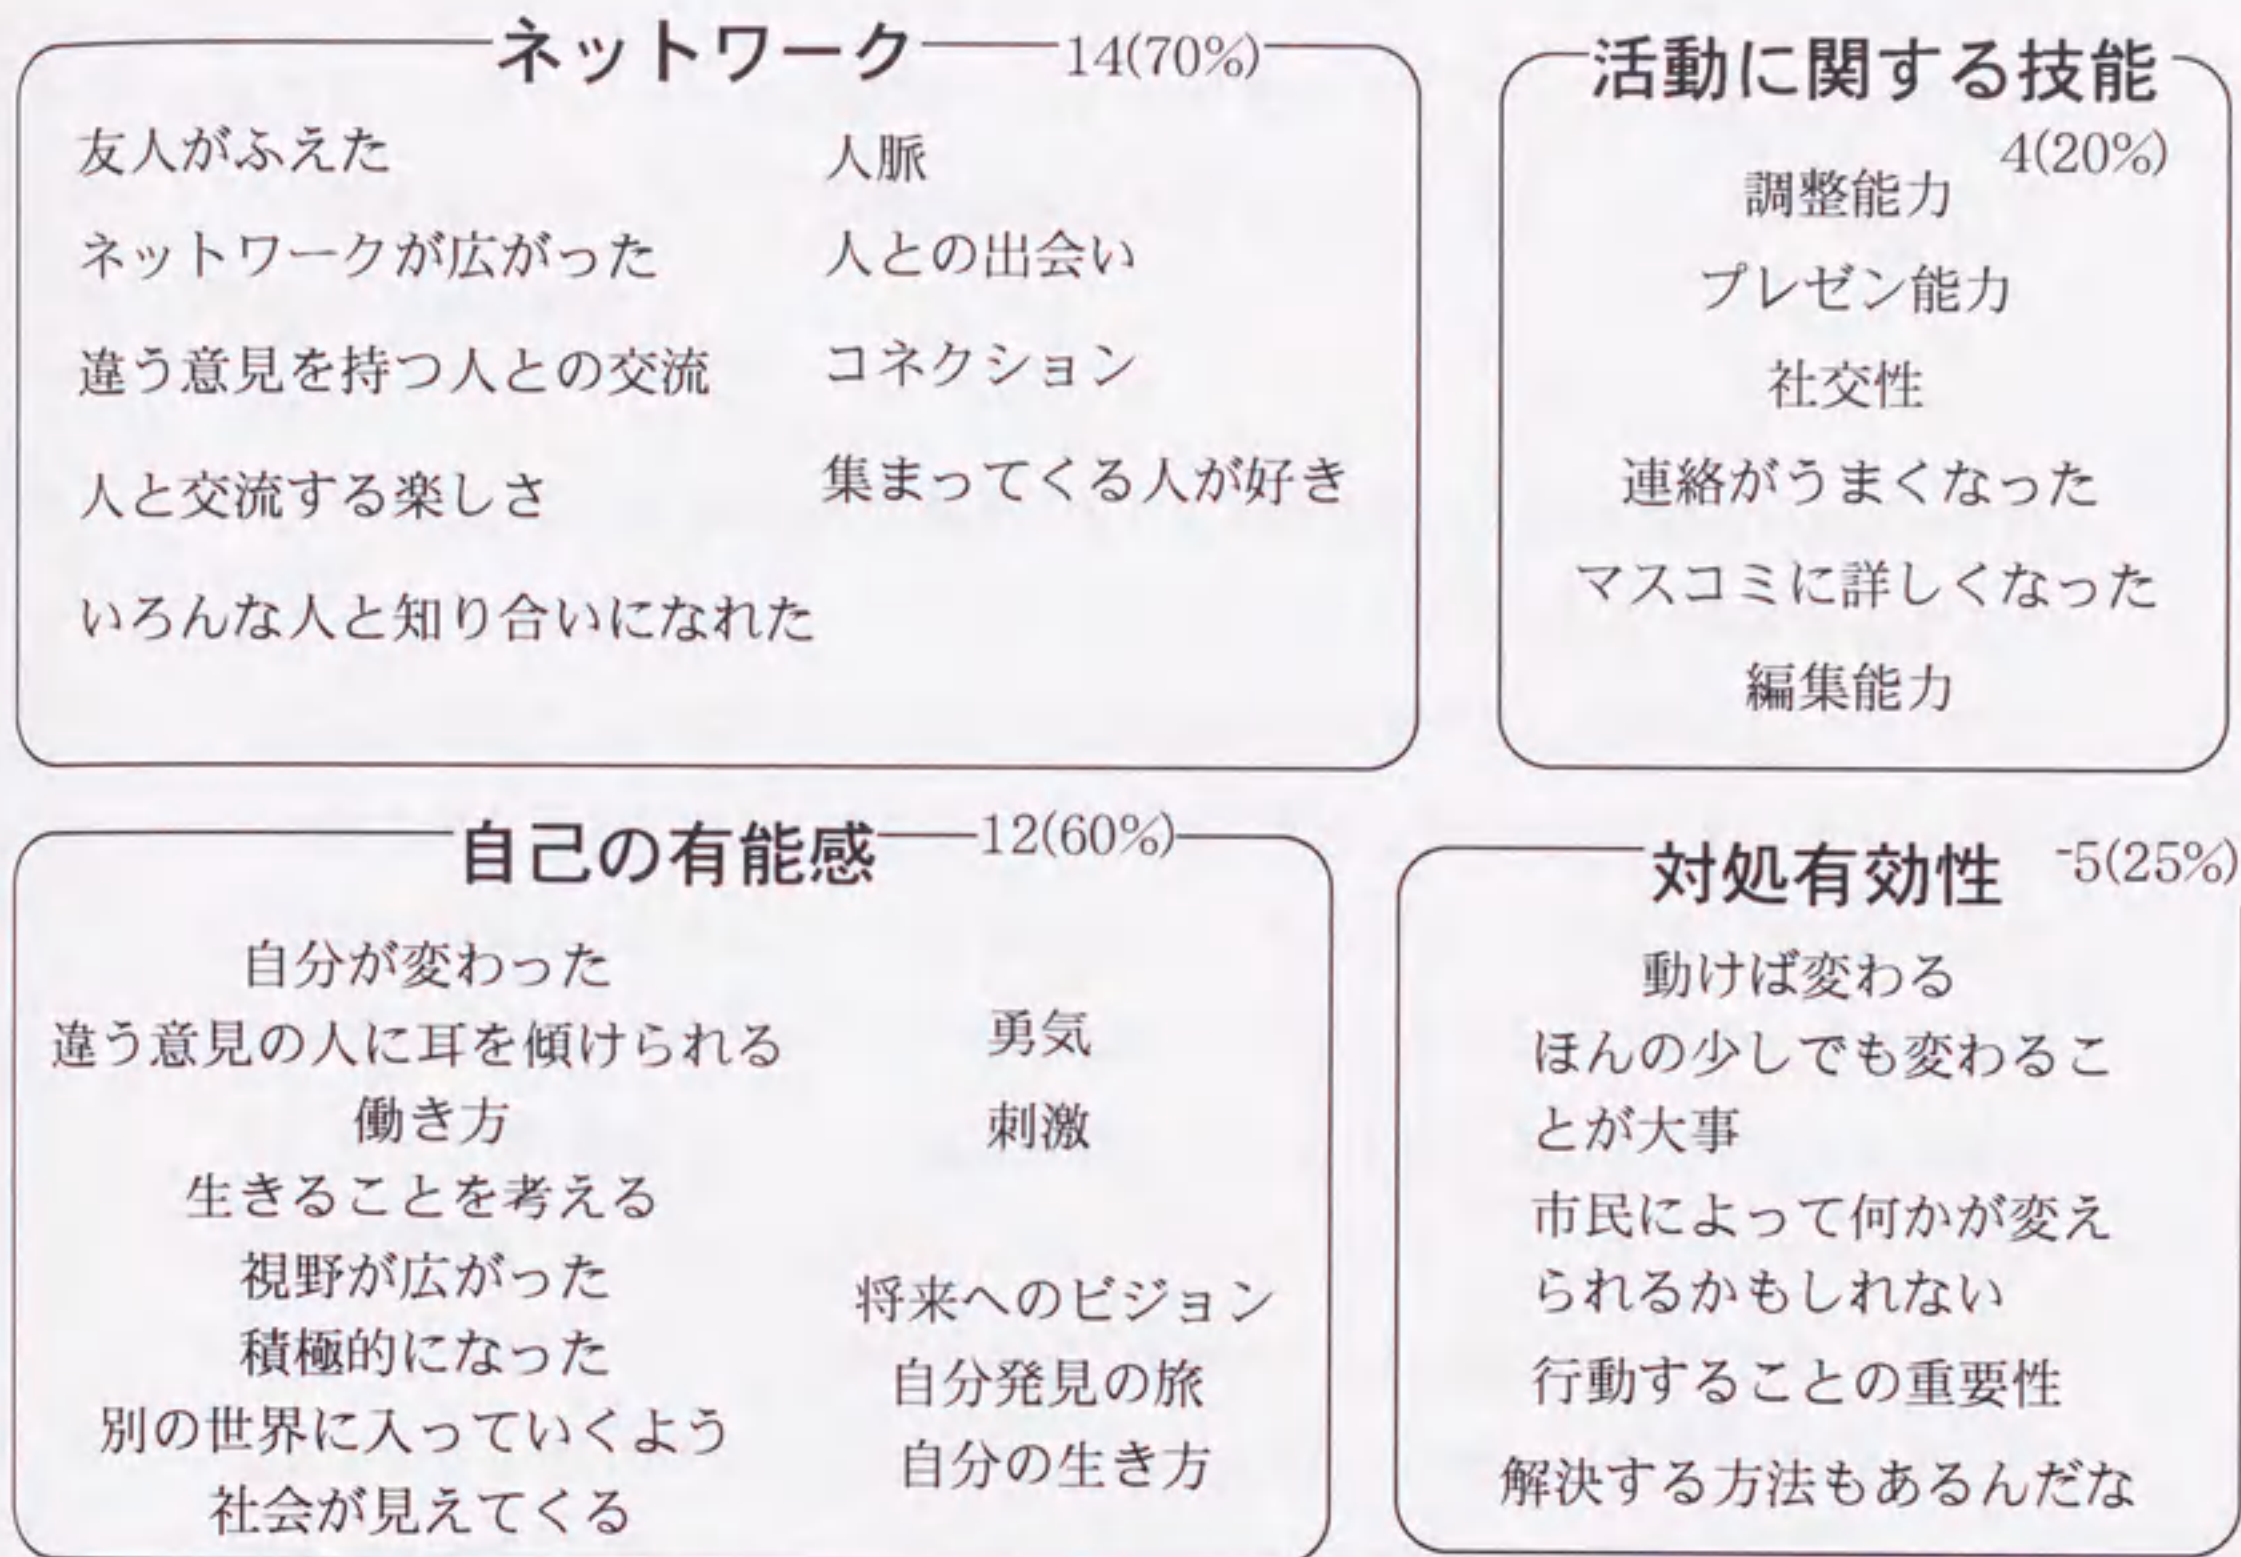 ネットワーク 14(70%)
友人がふえた
ネットワークが広がった
違う意見を持つ人との交流
人と交流する楽しさ
いろんな人と知り合いになれた
人脈
人との出会い
コネクション
集まってくる人が好き
活動に関する技能
4(20%)
調整能力
プレゼン能力
社交性
連絡がうまくなった
マスコミに詳しくなった
編集能力
自己の有能感 12(60%)
自分が変わった
違う意見の人に耳を傾けられる
働き方
生きることを考える
視野が広がった
積極的になった
別の世界に入っていくよう
社会が見えてくる
勇気
刺激
将来へのビジョン
自分発見の旅
自分の生き方
対処有効性 5(25%)
動けば変わる
ほんの少しでも変わるこ
とが大事
市民によって何かが変え
られるかもしれない
行動することの重要性
解決する方法もあるんだな